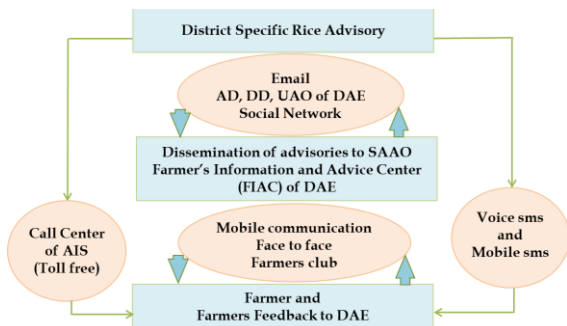 District Specific Rice Advisory
Email
AD, DD, UAO of DAE
Social Network
Dissemination of advisories to SAAO
Farmer's Information and Advice Center
(FIAC) of DAE
Call Center
of AIS
(Toll free)
Mobile communication
Face to face
Farmers club
Voice sms
and
Mobile sms
Farmer and
Farmers Feedback to DAE